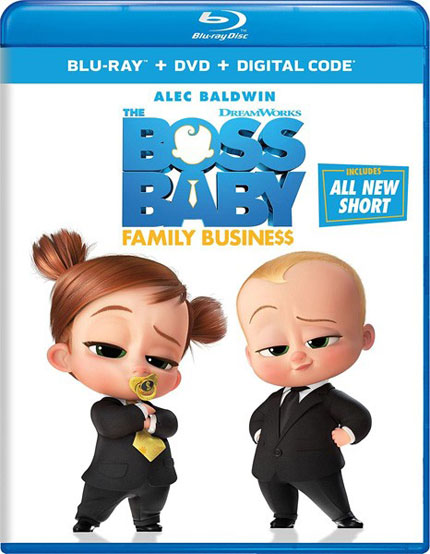 Blu-ray Disc
BLU-RAY™ + DVD + DIGITAL CODE*
ALEC BALDWIN
DREAMWORKS
THE
BOSS
BABY
FAMILY BUSINE$$
INCLUDES
ALL NEW
SHORT